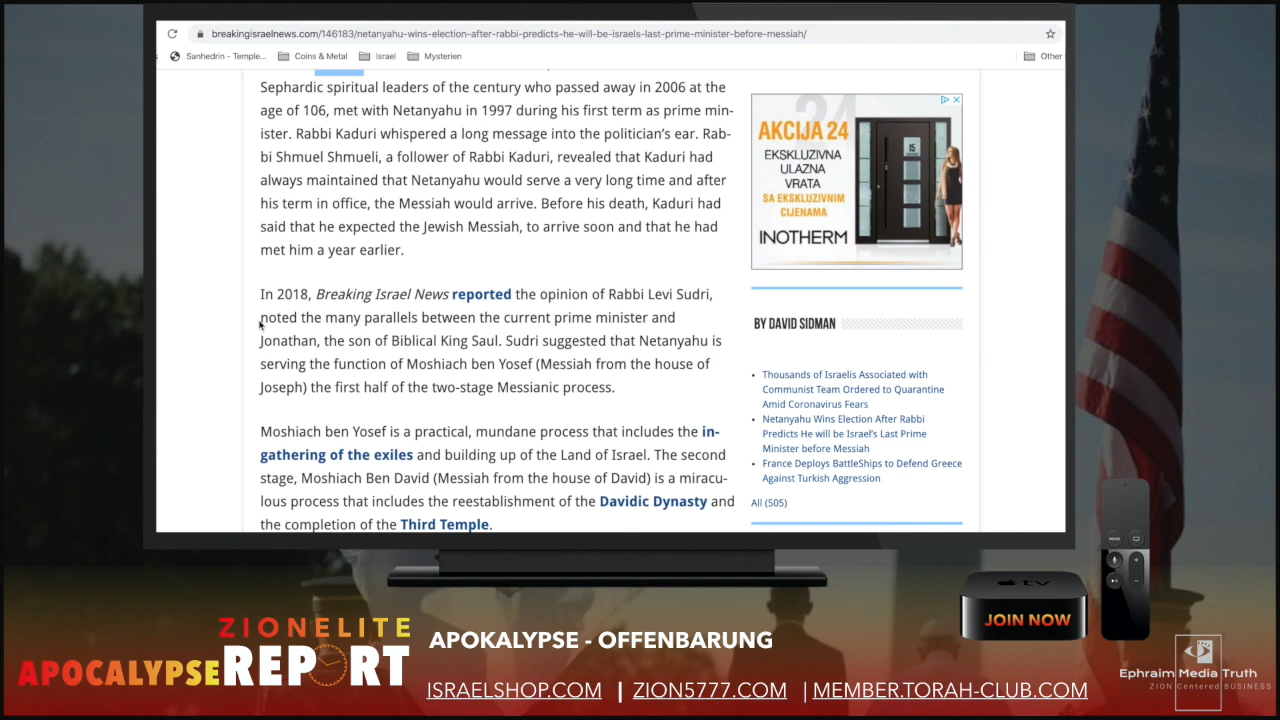 breakingisraelnews.com/146183/netanyahu-wins-election-after-rabbi-predicts-he-will-be-israels-last-prime-minister-before-messiah/
Sanhedrin - Temple... Coins & Metal Israel Mysterien Other
Sephardic spiritual leaders of the century who passed away in 2006 at the
age of 106, met with Netanyahu in 1997 during his first term as prime min-
ister. Rabbi Kaduri whispered a long message into the politician's ear. Rab-
bi Shmuel Shmueli, a follower of Rabbi Kaduri, revealed that Kaduri had
always maintained that Netanyahu would serve a very long time and after
his term in office, the Messiah would arrive. Before his death, Kaduri had
said that he expected the Jewish Messiah, to arrive soon and that he had
met him a year earlier.
In 2018, Breaking Israel News reported the opinion of Rabbi Levi Sudri,
noted the many parallels between the current prime minister and
Jonathan, the son of Biblical King Saul. Sudri suggested that Netanyahu is
serving the function of Moshiach ben Yosef (Messiah from the house of
Joseph) the first half of the two-stage Messianic process.
Moshiach ben Yosef is a practical, mundane process that includes the in-
gathering of the exiles and building up of the Land of Israel. The second
stage, Moshiach Ben David (Messiah from the house of David) is a miracu-
lous process that includes the reestablishment of the Davidic Dynasty and
the completion of the Third Temple.
24
AKCIJA 24
EKSKLUZIVNA
ULAZNA
VRATA
SA EKSKLUZIVNIM
CIJENAMA
INOTHERM
15
BY DAVID SIDMAN
Thousands of Israelis Associated with
Communist Team Ordered to Quarantine
Amid Coronavirus Fears
Netanyahu Wins Election After Rabbi
Predicts He will be Israel's Last Prime
Minister before Messiah
France Deploys BattleShips to Defend Greece
Against Turkish Aggression
All (505)
MENU
tv
JOIN NOW
ZIONELITE
APOCALYPSE REPORT
APOKALYPSE - OFFENBARUNG
ISRAELSHOP.COM | ZION5777.COM | MEMBER.TORAH-CLUB.COM
Ephraim Media Truth
ZION Centered BUSINESS